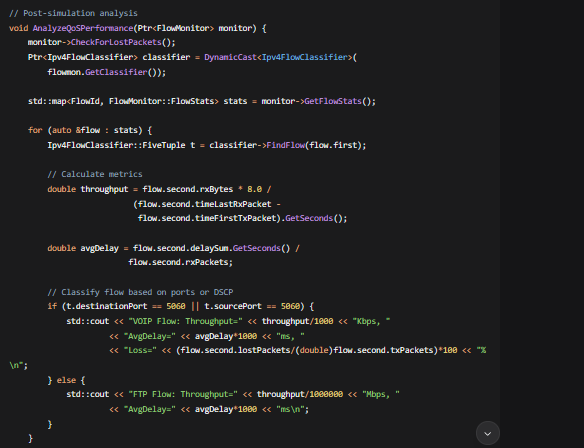 // Post-simulation analysis
void AnalyzeQoSPerformance(Ptr<FlowMonitor> monitor) {
    monitor->CheckForLostPackets();
    Ptr<Ipv4FlowClassifier> classifier = DynamicCast<Ipv4FlowClassifier>(
        flowmon.GetClassifier());

    std::map<FlowId, FlowMonitor::FlowStats> stats = monitor->GetFlowStats();

    for (auto &flow : stats) {
        Ipv4FlowClassifier::FiveTuple t = classifier->FindFlow(flow.first);

        // Calculate metrics
        double throughput = flow.second.rxBytes * 8.0 /
                          (flow.second.timeLastRxPacket -
                           flow.second.timeFirstTxPacket).GetSeconds();

        double avgDelay = flow.second.delaySum.GetSeconds() /
                         flow.second.rxPackets;

        // Classify flow based on ports or DSCP
        if (t.destinationPort == 5060 || t.sourcePort == 5060) {
            std::cout << "VOIP Flow: Throughput=" << throughput/1000 << "Kbps, "
                     << "AvgDelay=" << avgDelay*1000 << "ms, "
                     << "Loss=" << (flow.second.lostPackets/(double)flow.second.txPackets)*100 << "%
\n";
        } else {
            std::cout << "FTP Flow: Throughput=" << throughput/1000000 << "Mbps, "
                     << "AvgDelay=" << avgDelay*1000 << "ms\n";
        }
    }